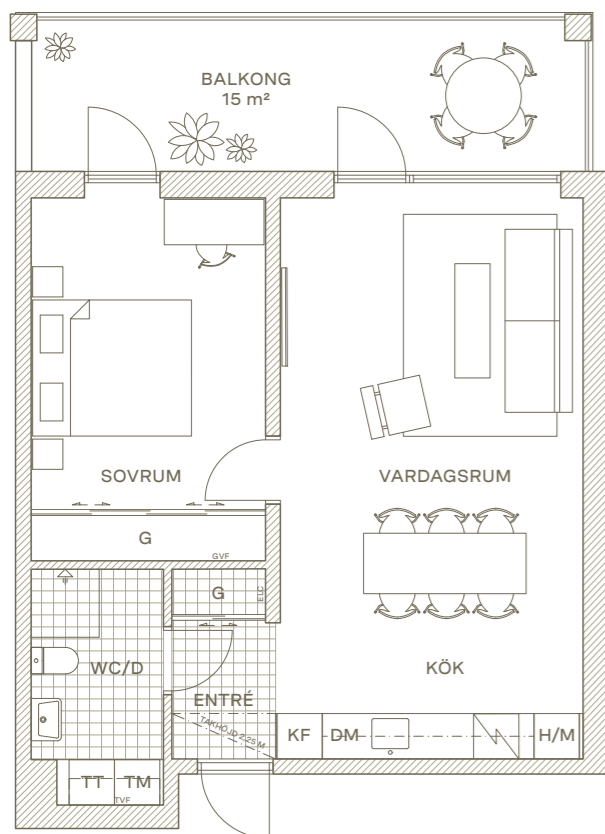 BALKONG
15 m²
SOVRUM
VARDAGSRUM
G
GVF
G
ELC
WC/D
ENTRÉ
KÖK
TAKHÖJD 2,25 M
KF
DM
H/M
TT
TM
TVF